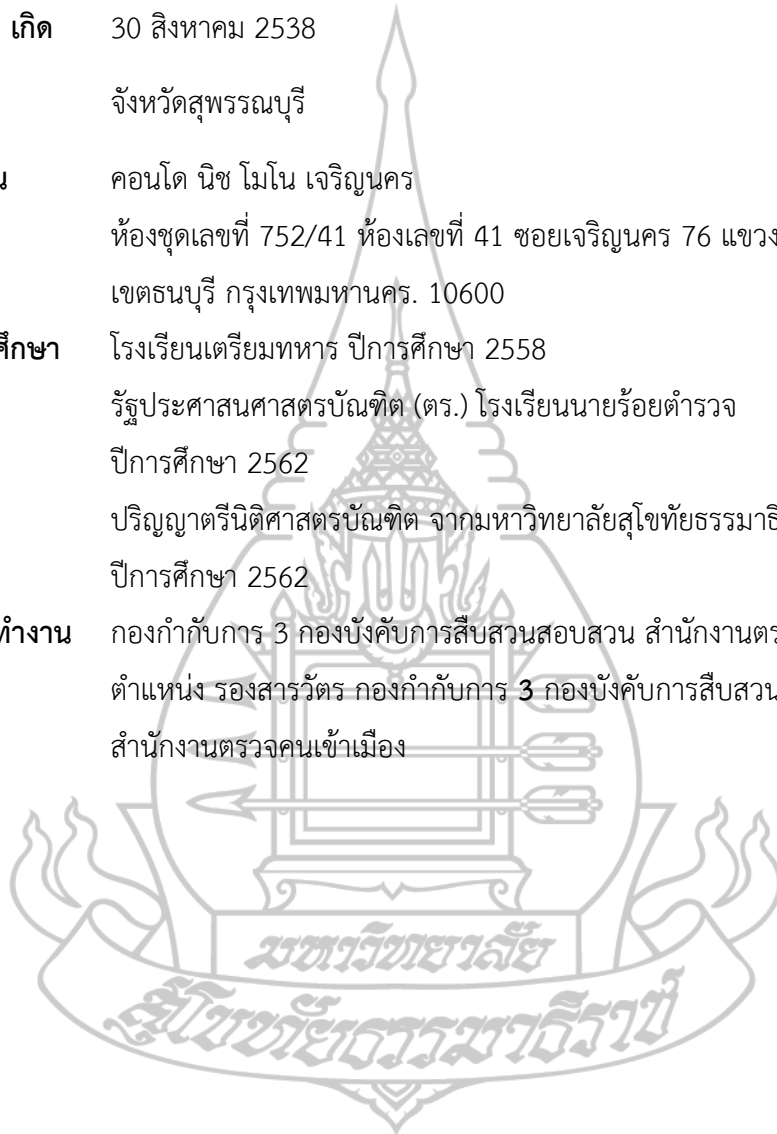 เกิด 30 สิงหาคม 2538
จังหวัดสุพรรณบุรี
คอนโด นิช โมโน เจริญนคร
ห้องชุดเลขที่ 752/41 ห้องเลขที่ 41 ซอยเจริญนคร 76 แขวง
เขตธนบุรี กรุงเทพมหานคร. 10600
ศึกษา โรงเรียนเตรียมทหาร ปีการศึกษา 2558
รัฐประศาสนศาสตรบัณฑิต (ตร.) โรงเรียนนายร้อยตำรวจ
ปีการศึกษา 2562
ปริญญาตรีนิติศาสตรบัณฑิต จากมหาวิทยาลัยสุโขทัยธรรมาธิ
ปีการศึกษา 2562
ทำงาน กองกำกับการ 3 กองบังคับการสืบสวนสอบสวน สำนักงานตร
ตำแหน่ง รองสารวัตร กองกำกับการ 3 กองบังคับการสืบสวน
สำนักงานตรวจคนเข้าเมือง
มหาวิทยาลัย
สุโขทัยธรรมาธิราช